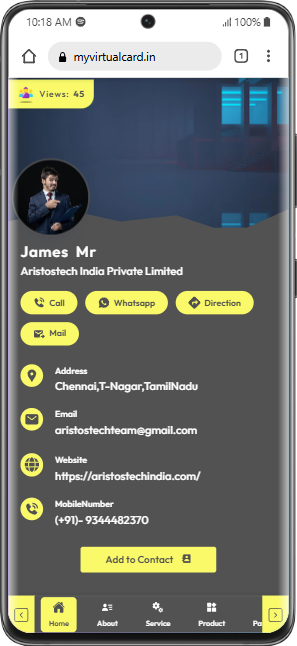 10:18 AM
100%
myvirtualcard.in
1
Views: 45
James Mr
Aristostech India Private Limited
Call
Whatsapp
Direction
Mail
Address
Chennai,T-Nagar,TamilNadu
Email
aristostechteam@gmail.com
Website
https://aristostechindia.com/
MobileNumber
(+91)- 9344482370
Add to Contact
Home
About
Service
Product
Pa